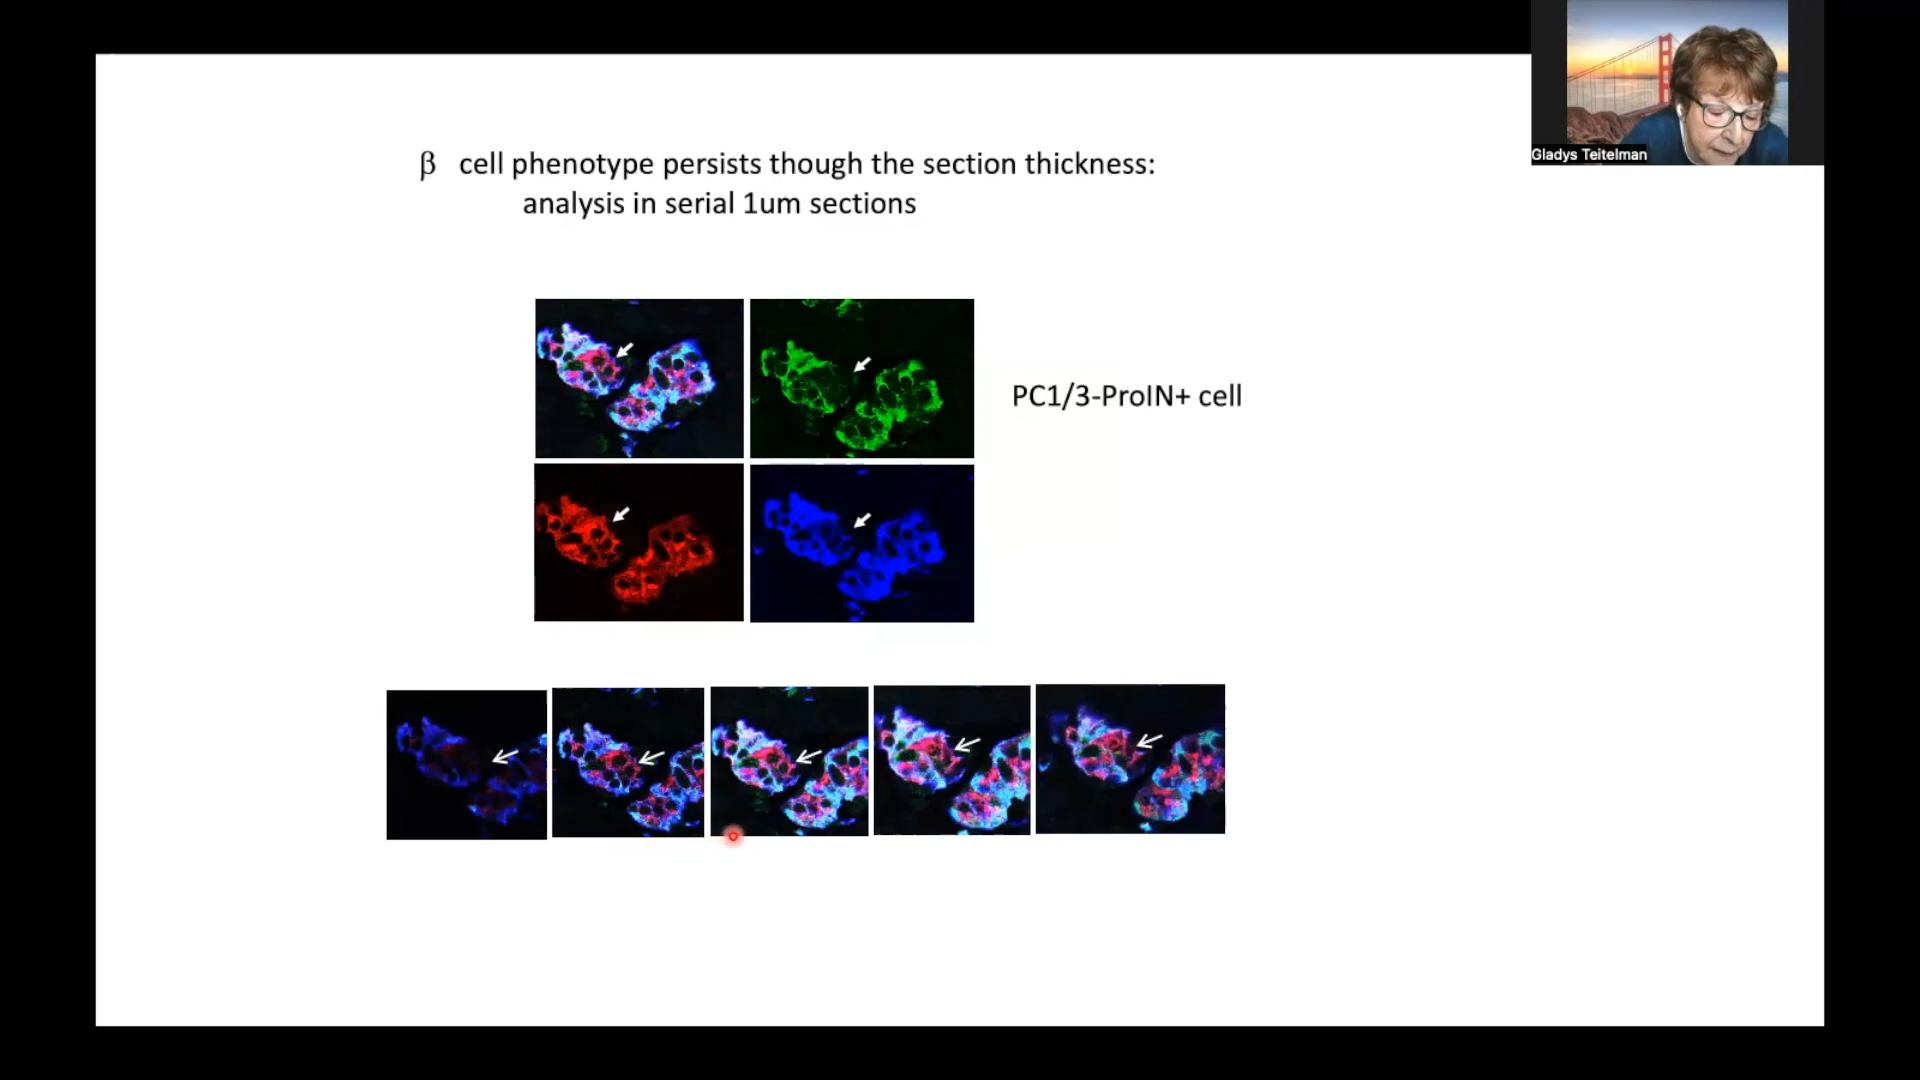 β cell phenotype persists though the section thickness:
analysis in serial 1um sections
PC1/3-ProIN+ cell
Gladys Teitelman